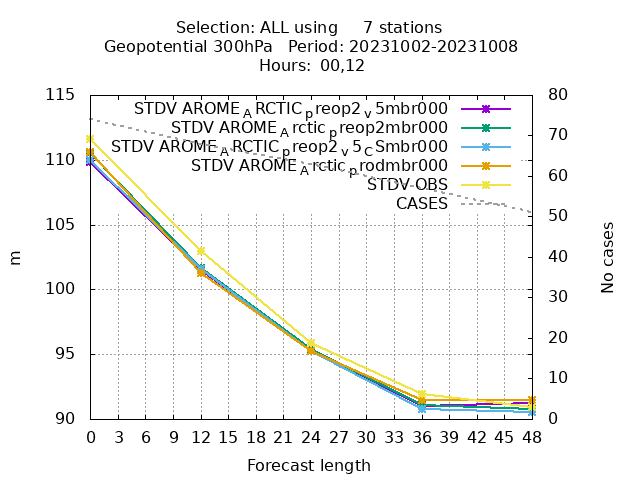 Selection: ALL using 7 stations
Geopotential 300hPa Period: 20231002-20231008
Hours: 00,12
115
110
105
100
95
90
m
80
70
60
50
40
30
20
10
0
No cases
STDV AROME_ARCTIC_preop2_v5mbr000
STDV AROME_Arctic_preop2mbr000
STDV AROME_ARCTIC_preop2_v5_CSmbr000
STDV AROME_Arctic_prodmbr000
STDV OBS
CASES
0 3 6 9 12 15 18 21 24 27 30 33 36 39 42 45 48
Forecast length